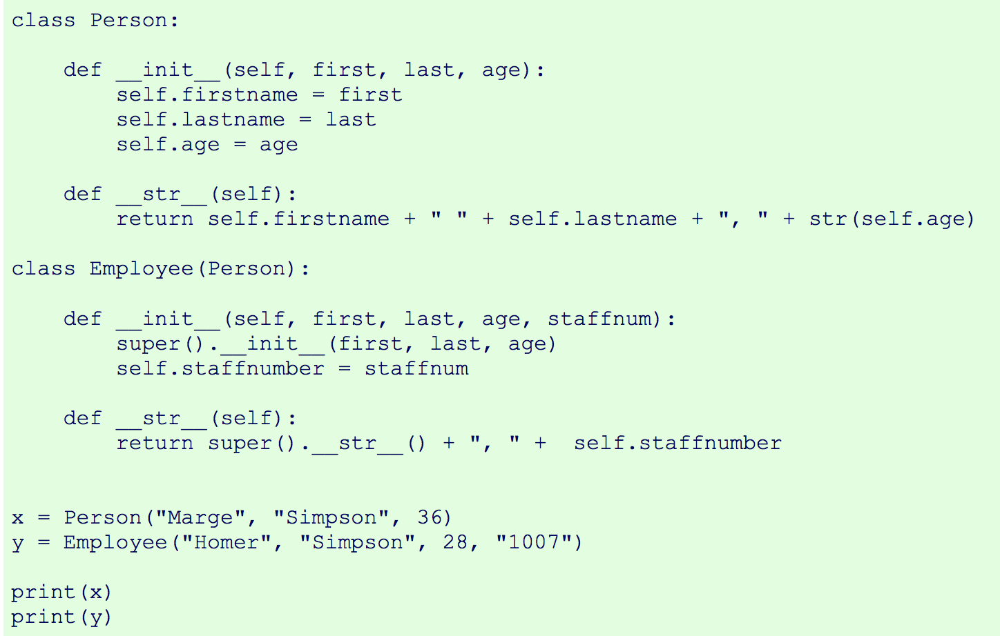 class Person:

    def __init__(self, first, last, age):
        self.firstname = first
        self.lastname = last
        self.age = age

    def __str__(self):
        return self.firstname + " " + self.lastname + ", " + str(self.age)

class Employee(Person):

    def __init__(self, first, last, age, staffnum):
        super().__init__(first, last, age)
        self.staffnumber = staffnum

    def __str__(self):
        return super().__str__() + ", " +  self.staffnumber


x = Person("Marge", "Simpson", 36)
y = Employee("Homer", "Simpson", 28, "1007")

print(x)
print(y)